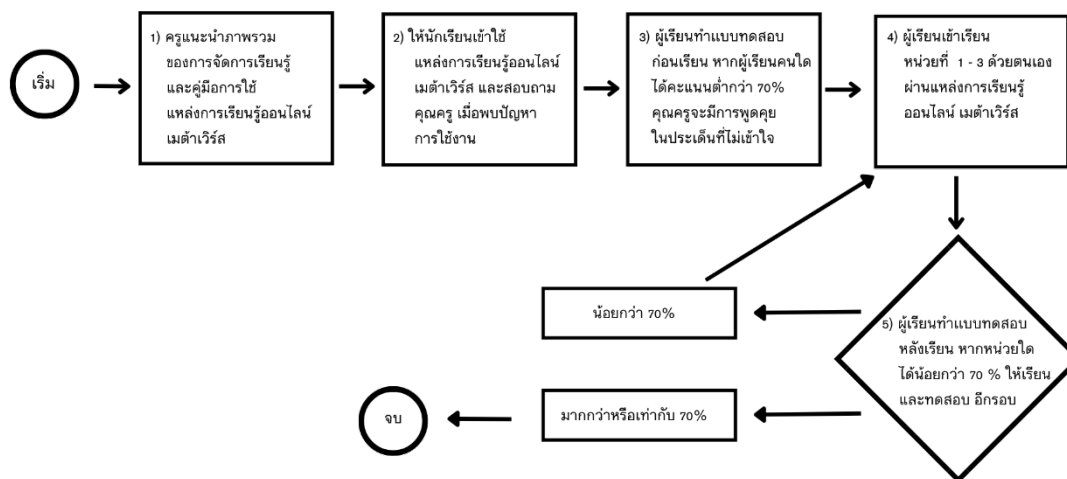 เริ่ม
1) ครูแนะนำภาพรวม
ของการจัดการเรียนรู้
และคู่มือการใช้
แหล่งการเรียนรู้ออนไลน์
เมต้าเวิร์ส
2) ให้นักเรียนเข้าใช้
แหล่งการเรียนรู้ออนไลน์
เมต้าเวิร์ส และสอบถาม
คุณครู เมื่อพบปัญหา
การใช้งาน
3) ผู้เรียนทำแบบทดสอบ
ก่อนเรียน หากผู้เรียนคนใด
ได้คะแนนต่ำกว่า 70%
คุณครูจะมีการพูดคุย
ในประเด็นที่ไม่เข้าใจ
4) ผู้เรียนเข้าเรียน
หน่วยที่ 1 - 3 ด้วยตนเอง
ผ่านแหล่งการเรียนรู้
ออนไลน์ เมต้าเวิร์ส
5) ผู้เรียนทำแบบทดสอบ
หลังเรียน หากหน่วยใด
ได้น้อยกว่า 70 % ให้เรียน
และทดสอบ อีกรอบ
น้อยกว่า 70%
มากกว่าหรือเท่ากับ 70%
จบ